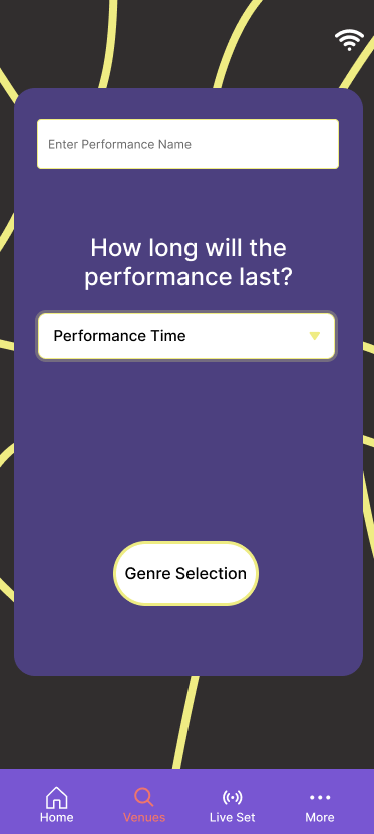 Enter Performance Name
How long will the
performance last?
Performance Time
Genre Selection
Home
Venues
Live Set
More